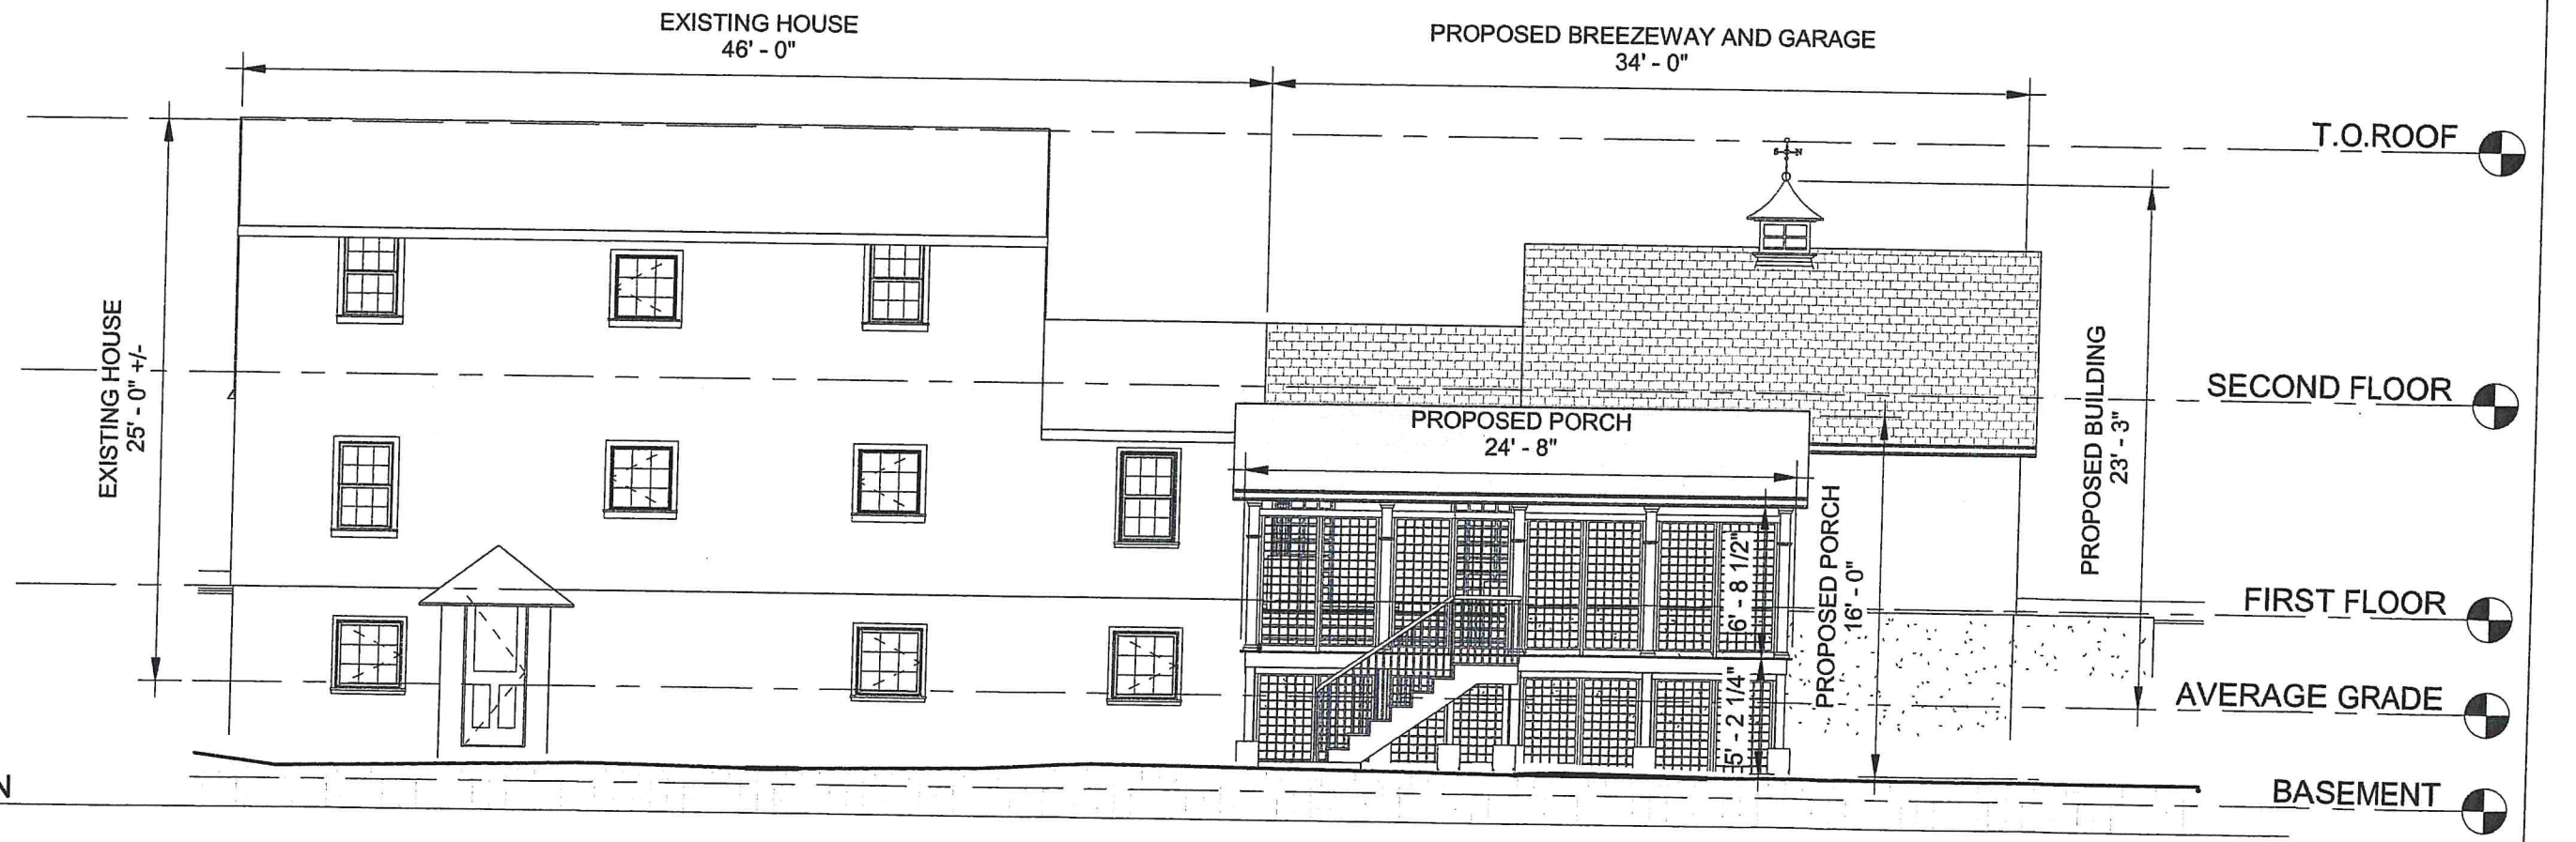 EXISTING HOUSE
46' - 0"
PROPOSED BREEZEWAY AND GARAGE
34' - 0"
T.O.ROOF
S N
EXISTING HOUSE
25' - 0" +/-
SECOND FLOOR
PROPOSED PORCH
24' - 8"
PROPOSED BUILDING
23' - 3"
6' - 8 1/2"
PROPOSED PORCH
16' - 0"
FIRST FLOOR
5' - 2 1/4"
AVERAGE GRADE
N
BASEMENT